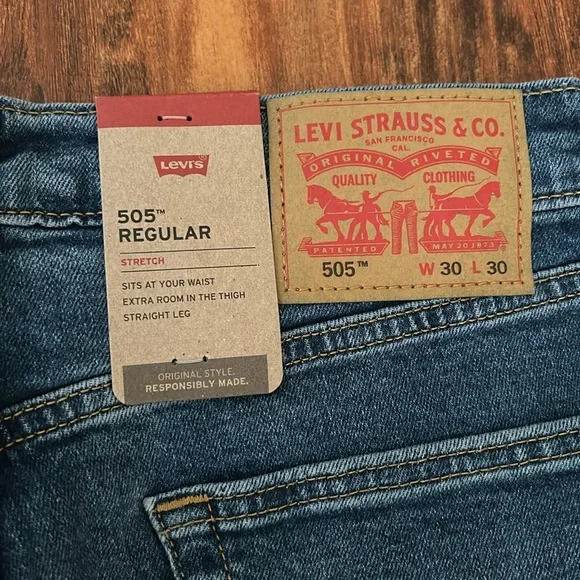 Levi's
505™
REGULAR
STRETCH
SITS AT YOUR WAIST
EXTRA ROOM IN THE THIGH
STRAIGHT LEG
ORIGINAL STYLE.
RESPONSIBLY MADE.
LEVI STRAUSS & CO.
SAN FRANCISCO
CAL.
ORIGINAL RIVETED
QUALITY CLOTHING
PATENTED MAY 20 1873
505™ W 30 L 30